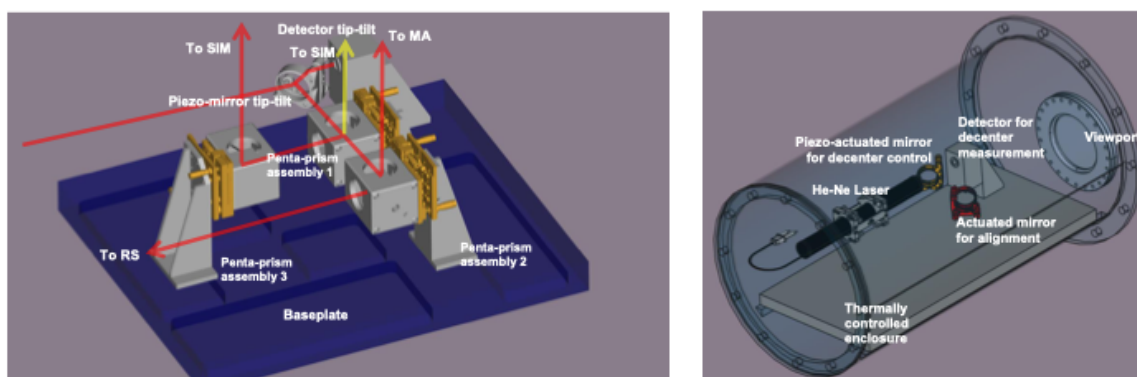 Detector tip-tilt
To SIM
To SIM
To MA
Piezo-mirror tip-tilt
Penta-prism
assembly 1
To RS
Penta-prism
assembly 3
Penta-prism
assembly 2
Baseplate
Detector for
decenter
measurement
Viewport
Piezo-actuated mirror
for decenter control
He-Ne Laser
Actuated mirror
for alignment
Thermally
controlled
enclosure